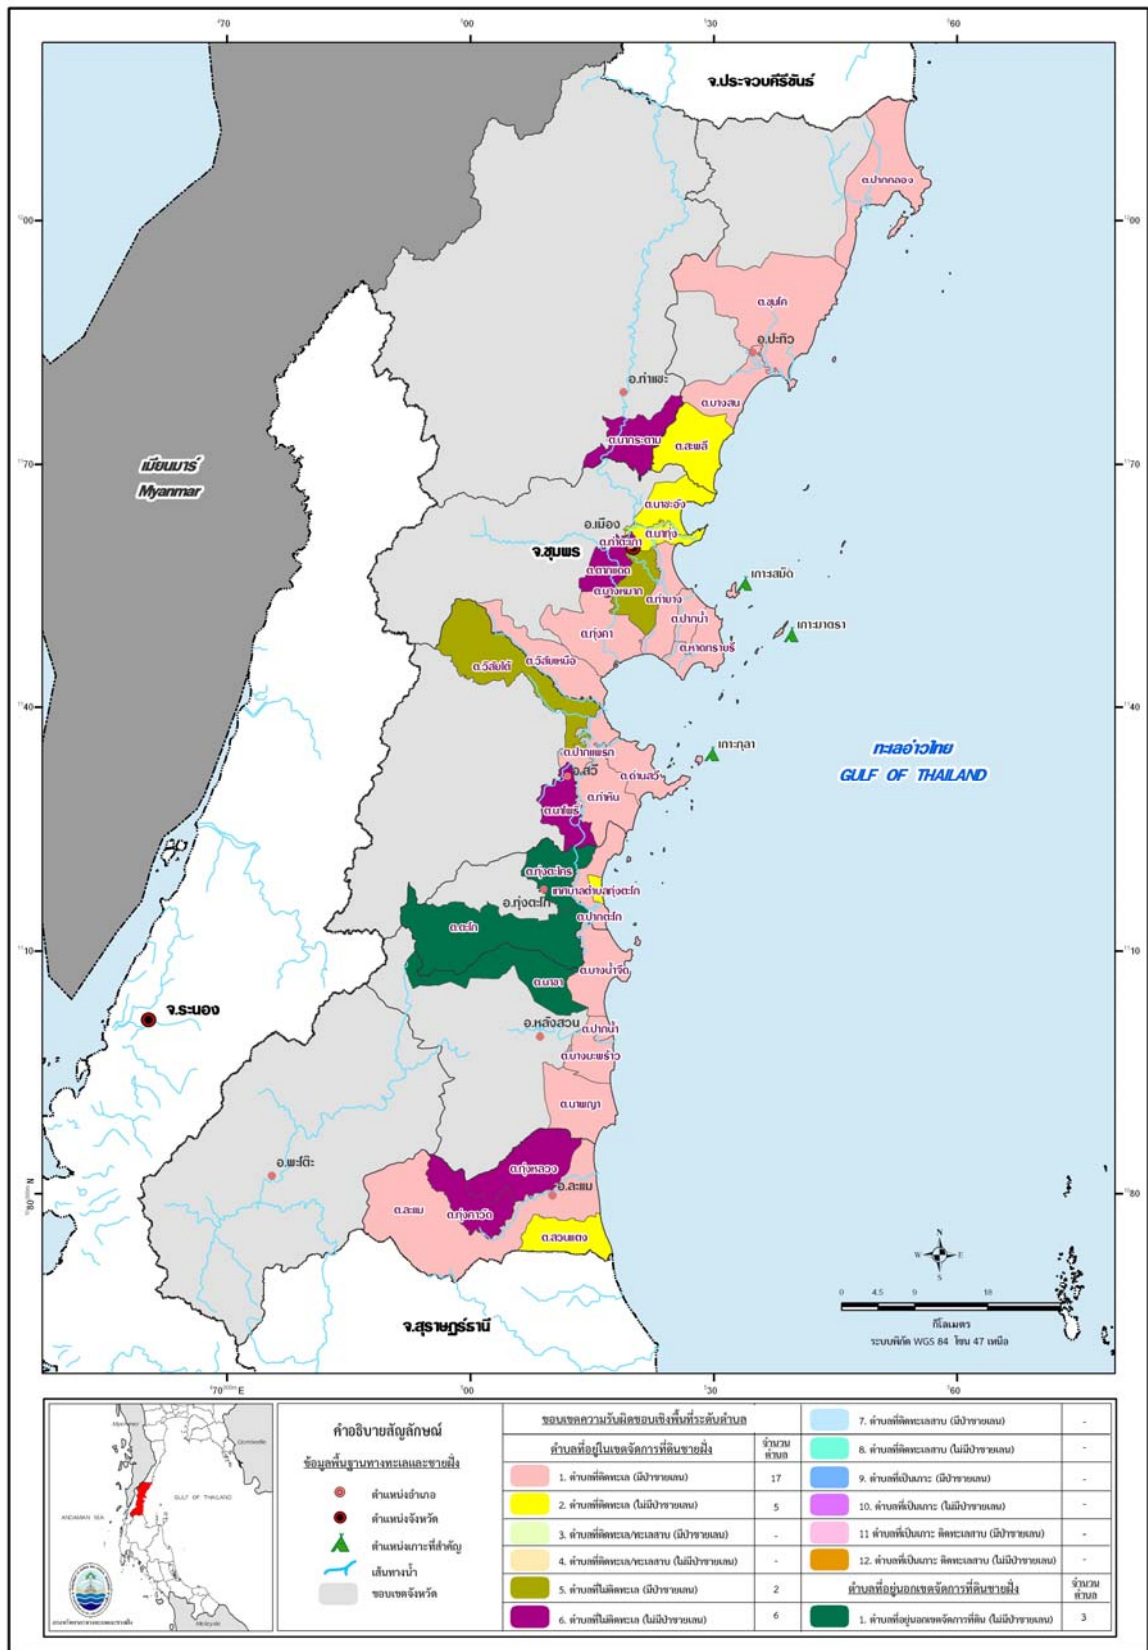 จ.ประจวบคีรีขันธ์
ต.ปากคลอง
ต.ชุมโค
อ.ปะทิว
อ.ท่าแซะ
ต.บางสน
ต.นากระตาม
ต.สะพลี
เมียนมาร์
Myanmar
ต.นาชะอัง
อ.เมือง
ต.นาทุ่ง
ต.ท่าตะเภา
จ.ชุมพร
ต.ตากแดด
ต.บางหมาก
ต.ท่ายาง
เกาะเสม็ด
ต.ปากน้ำ
ต.ทุ่งคา
เกาะมาตรา
ต.หาดทรายรี
ต.วิสัยเหนือ
ต.วิสัยใต้
ต.ปากแพรก
เกาะกุลา
ทะเลอ่าวไทย
GULF OF THAILAND
อ.สวี
ต.ด่านสวี
ต.ท่าหิน
ต.นาโพธิ์
ต.ทุ่งตะไคร
เทศบาลตำบลทุ่งตะโก
อ.ทุ่งตะโก
ต.ปากตะโก
ต.ตะโก
ต.บางน้ำจืด
ต.นาขา
จ.ระนอง
อ.หลังสวน
ต.ปากน้ำ
ต.บางมะพร้าว
ต.นาพญา
อ.พะโต๊ะ
ต.ทุ่งหลวง
อ.ละแม
ต.ละแม
ต.ทุ่งคาวัด
ต.สวนแตง
จ.สุราษฎร์ธานี
N
W E
S
0 4.5 9 18
กิโลเมตร
ระบบพิกัด WGS 84 โซน 47 เหนือ
คำอธิบายสัญลักษณ์
ข้อมูลพื้นฐานทางทะเลและชายฝั่ง
ตำแหน่งอำเภอ
ตำแหน่งจังหวัด
ตำแหน่งเกาะที่สำคัญ
เส้นทางน้ำ
ขอบเขตจังหวัด
GULF OF THAILAND
ANDAMAN SEA
ขอบเขตความรับผิดชอบเชิงพื้นที่ระดับตำบล
ตำบลที่อยู่ในเขตจัดการที่ดินชายฝั่ง จำนวนตำบล
1. ตำบลที่ติดทะเล (มีป่าชายเลน) 17
2. ตำบลที่ติดทะเล (ไม่มีป่าชายเลน) 5
3. ตำบลที่ติดทะเล/ทะเลสาบ (มีป่าชายเลน) -
4. ตำบลที่ติดทะเล/ทะเลสาบ (ไม่มีป่าชายเลน) -
5. ตำบลที่ไม่ติดทะเล (มีป่าชายเลน) 2
6. ตำบลที่ไม่ติดทะเล (ไม่มีป่าชายเลน) 6
7. ตำบลที่ติดทะเลสาบ (มีป่าชายเลน) -
8. ตำบลที่ติดทะเลสาบ (ไม่มีป่าชายเลน) -
9. ตำบลที่เป็นเกาะ (มีป่าชายเลน) -
10. ตำบลที่เป็นเกาะ (ไม่มีป่าชายเลน) -
11 ตำบลที่เป็นเกาะ ติดทะเลสาบ (มีป่าชายเลน) -
12. ตำบลที่เป็นเกาะ ติดทะเลสาบ (ไม่มีป่าชายเลน) -
ตำบลที่อยู่นอกเขตจัดการที่ดินชายฝั่ง จำนวนตำบล
1. ตำบลที่อยู่นอกเขตจัดการที่ดิน (ไม่มีป่าชายเลน) 3